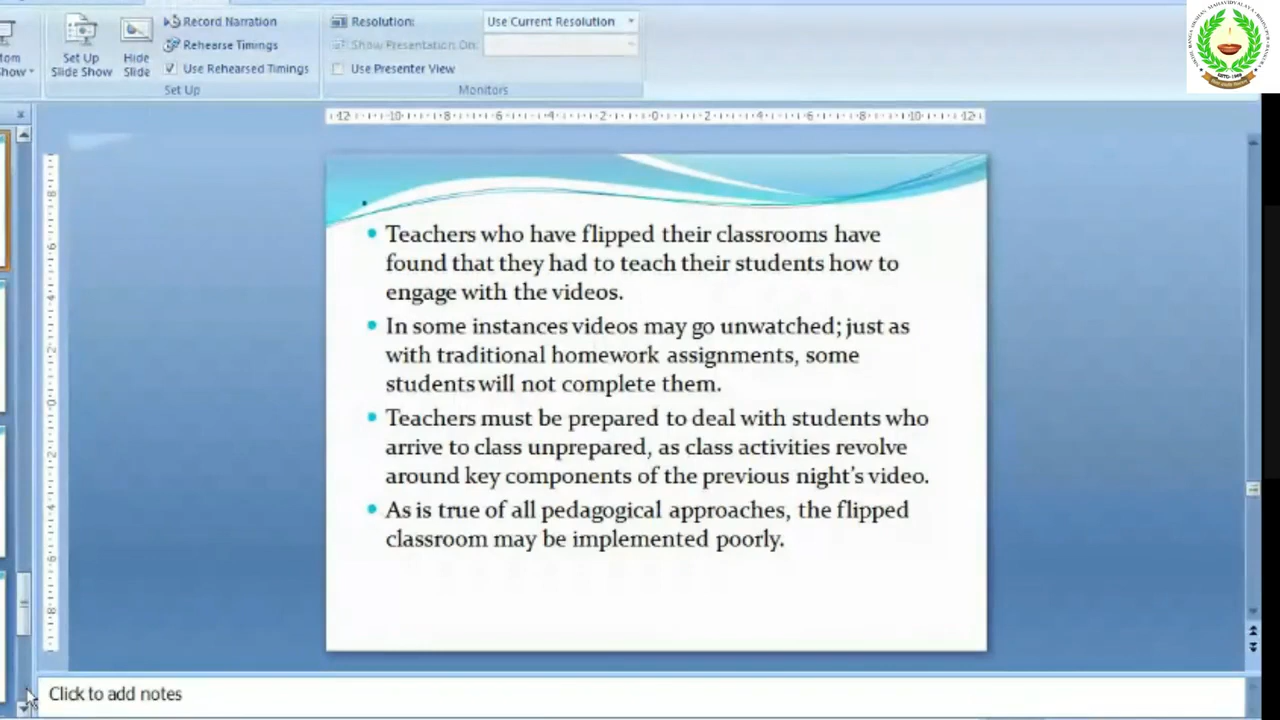 Record Narration
Resolution:
Use Current Resolution
Set Up
Slide Show
Hide
Slide
Rehearse Timings
Show Presentation On:
Use Rehearsed Timings
Use Presenter View
Set Up
Monitors
Teachers who have flipped their classrooms have
found that they had to teach their students how to
engage with the videos.
In some instances videos may go unwatched; just as
with traditional homework assignments, some
students will not complete them.
Teachers must be prepared to deal with students who
arrive to class unprepared, as class activities revolve
around key components of the previous night's video.
As is true of all pedagogical approaches, the flipped
classroom may be implemented poorly.
Click to add notes